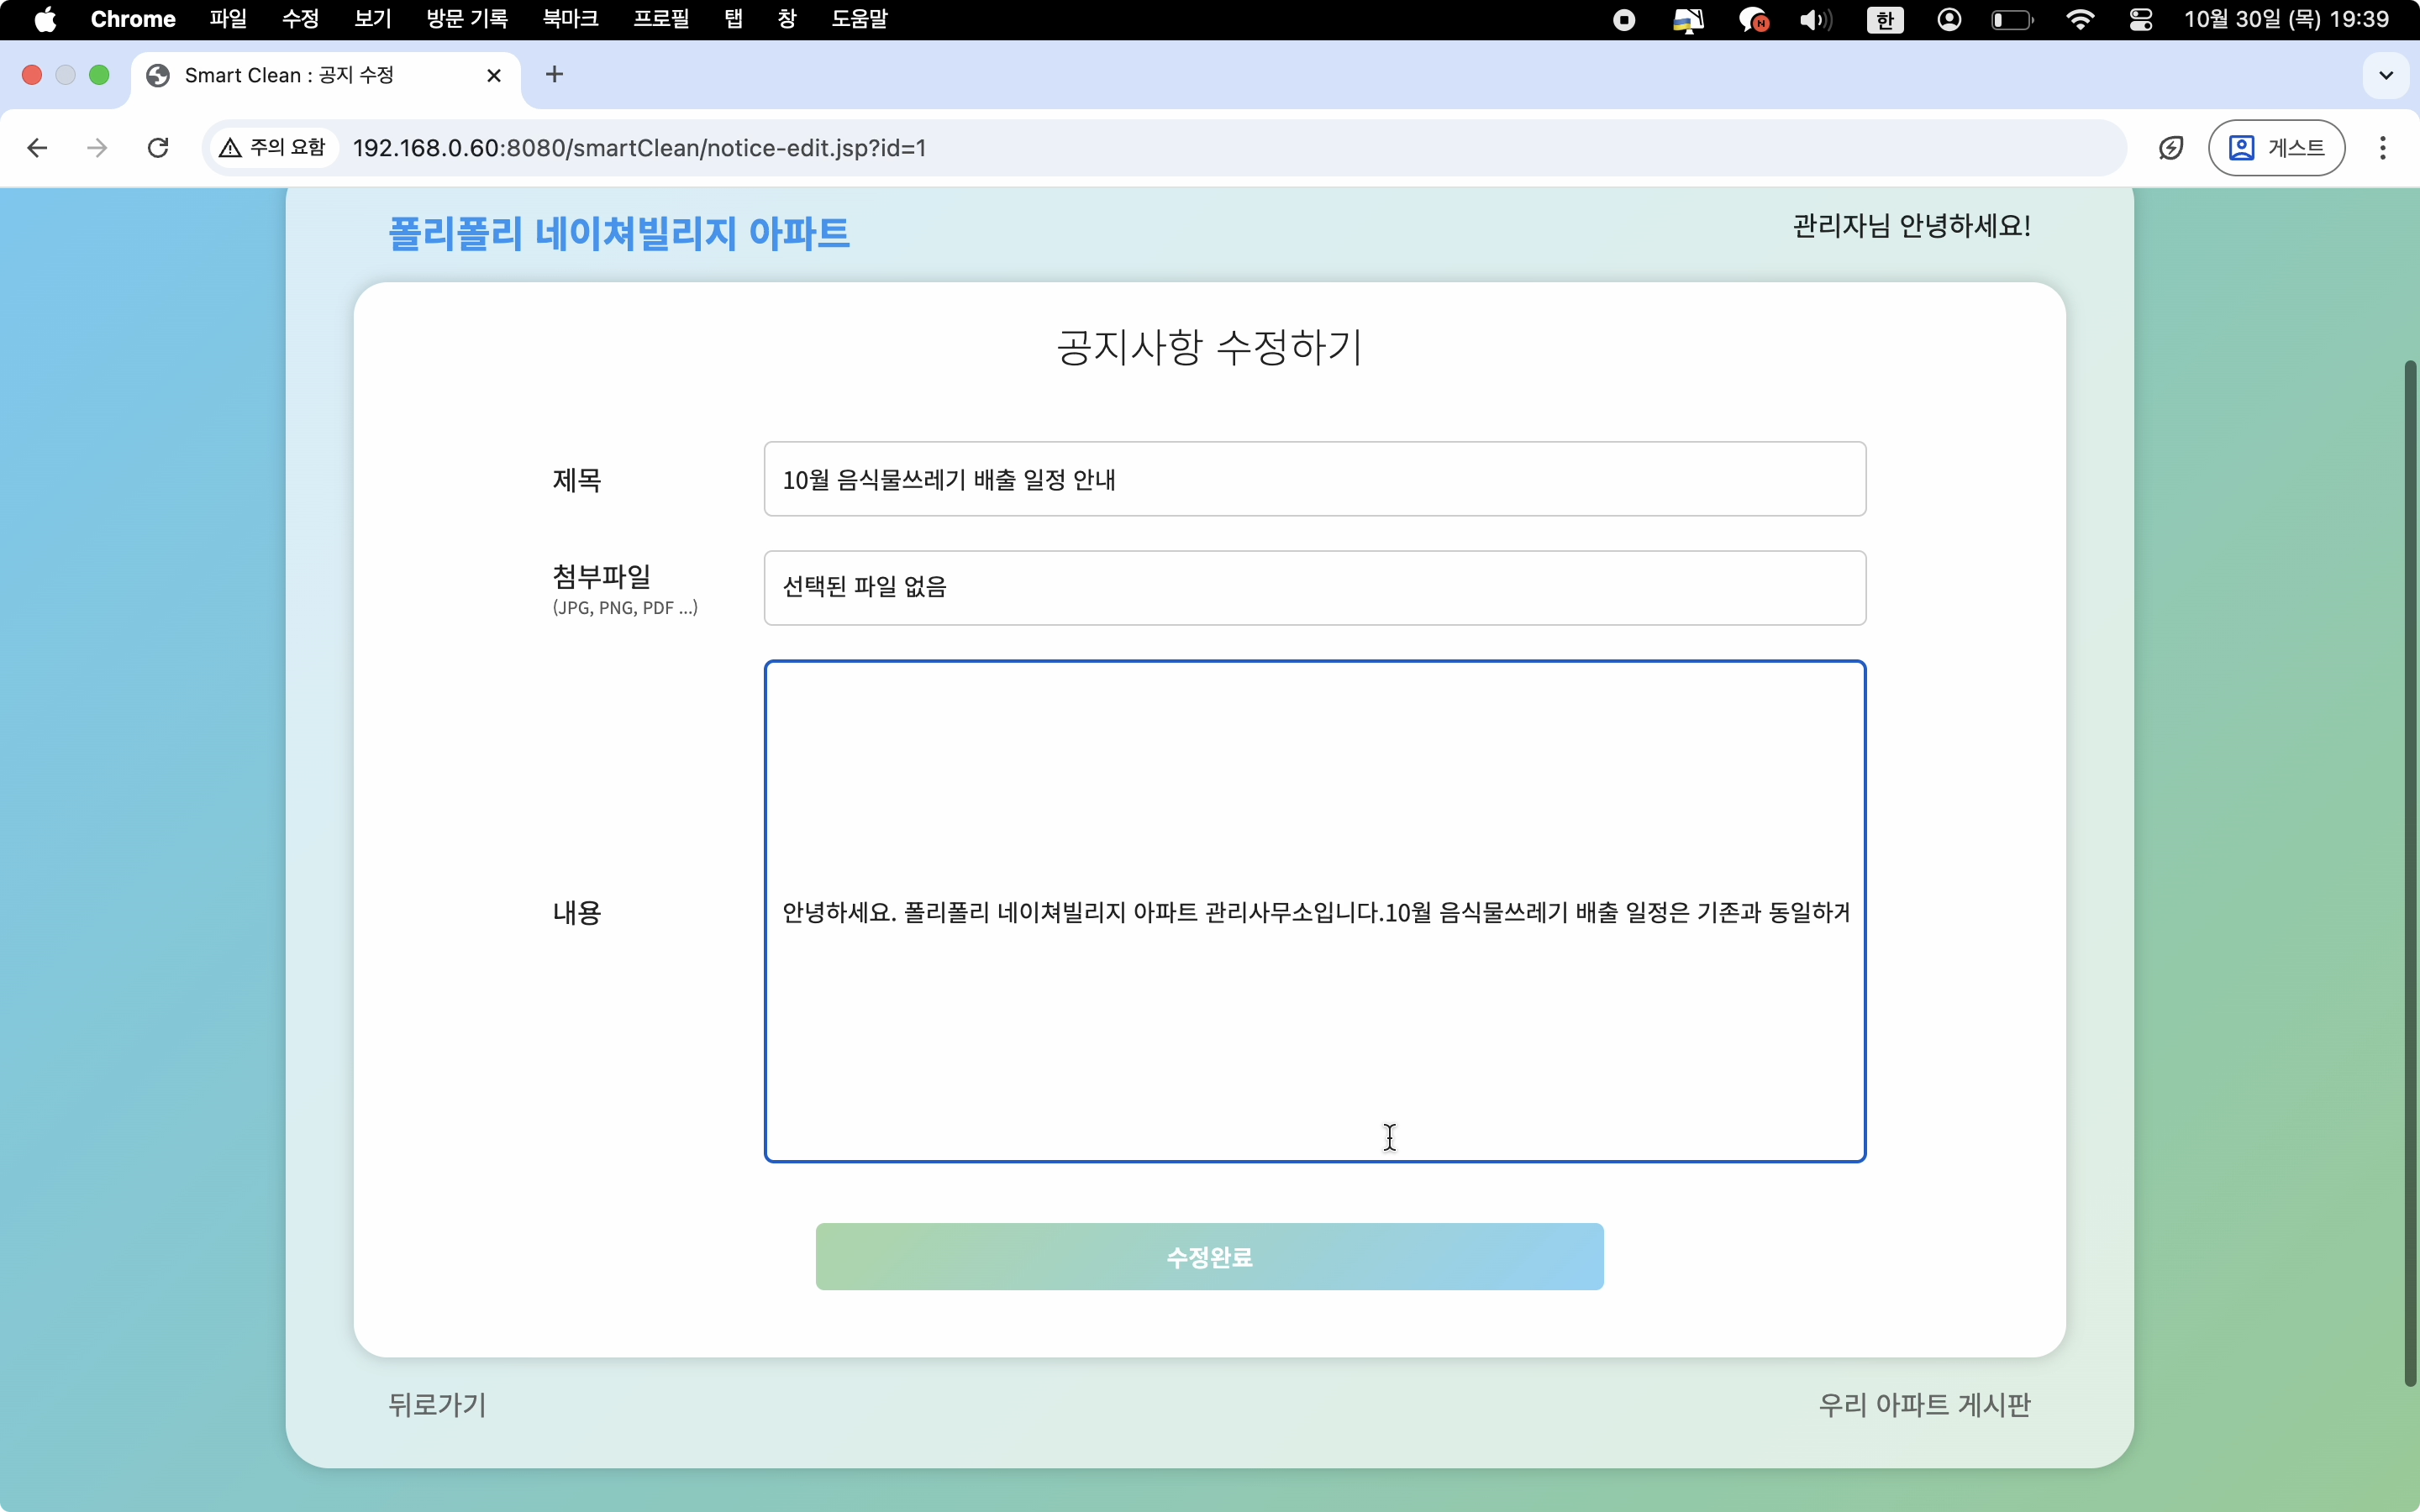 Chrome 파일 수정 보기 방문 기록 북마크 프로필 탭 창 도움말 한 10월 30일 (목) 19:39
Smart Clean : 공지 수정
주의 요함 192.168.0.60:8080/smartClean/notice-edit.jsp?id=1 게스트
폴리폴리 네이쳐빌리지 아파트
관리자님 안녕하세요!
공지사항 수정하기
제목
10월 음식물쓰레기 배출 일정 안내
첨부파일
(JPG, PNG, PDF ...)
선택된 파일 없음
내용
안녕하세요. 폴리폴리 네이쳐빌리지 아파트 관리사무소입니다.10월 음식물쓰레기 배출 일정은 기존과 동일하게
수정완료
뒤로가기
우리 아파트 게시판